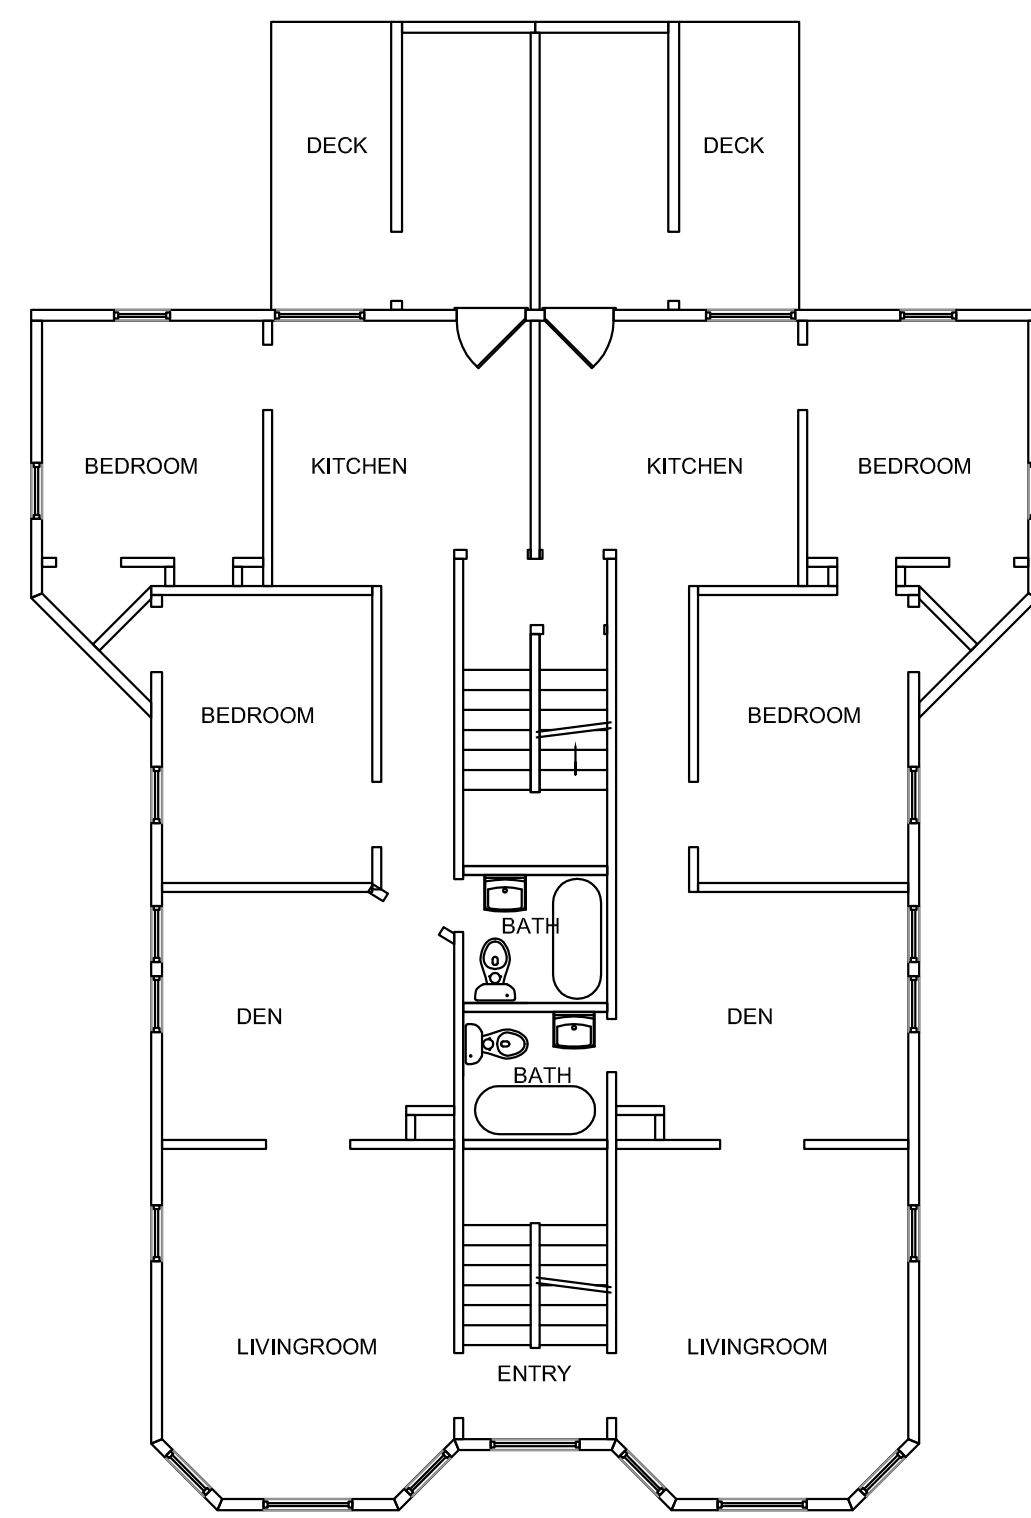 DECK
DECK
BEDROOM
KITCHEN
KITCHEN
BEDROOM
BEDROOM
BEDROOM
BATH
DEN
DEN
BATH
LIVINGROOM
LIVINGROOM
ENTRY